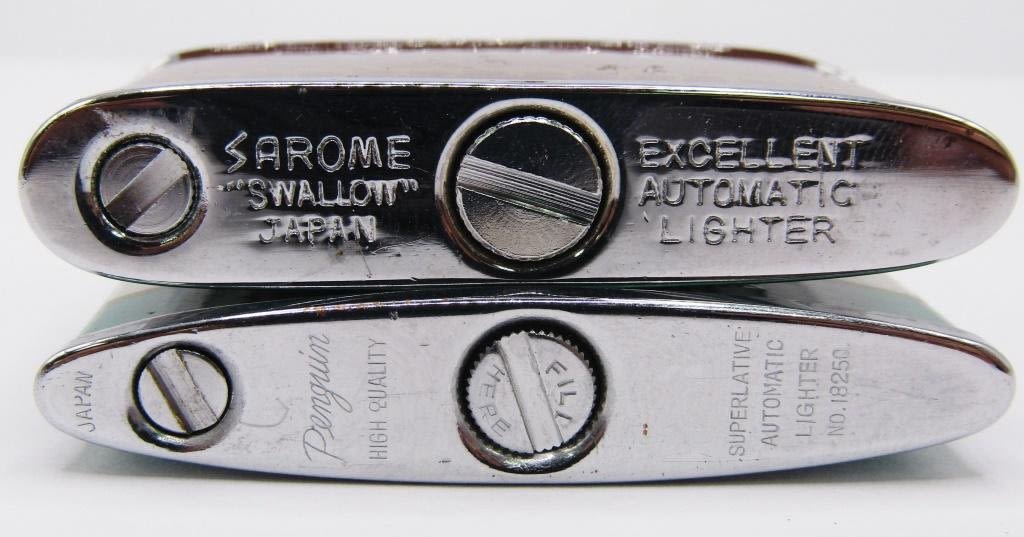 SAROME
"SWALLOW"
JAPAN
EXCELLENT
AUTOMATIC
LIGHTER
JAPAN
Penguin
HIGH QUALITY
FILL
HERE
SUPERLATIVE
AUTOMATIC
LIGHTER
NO.18250